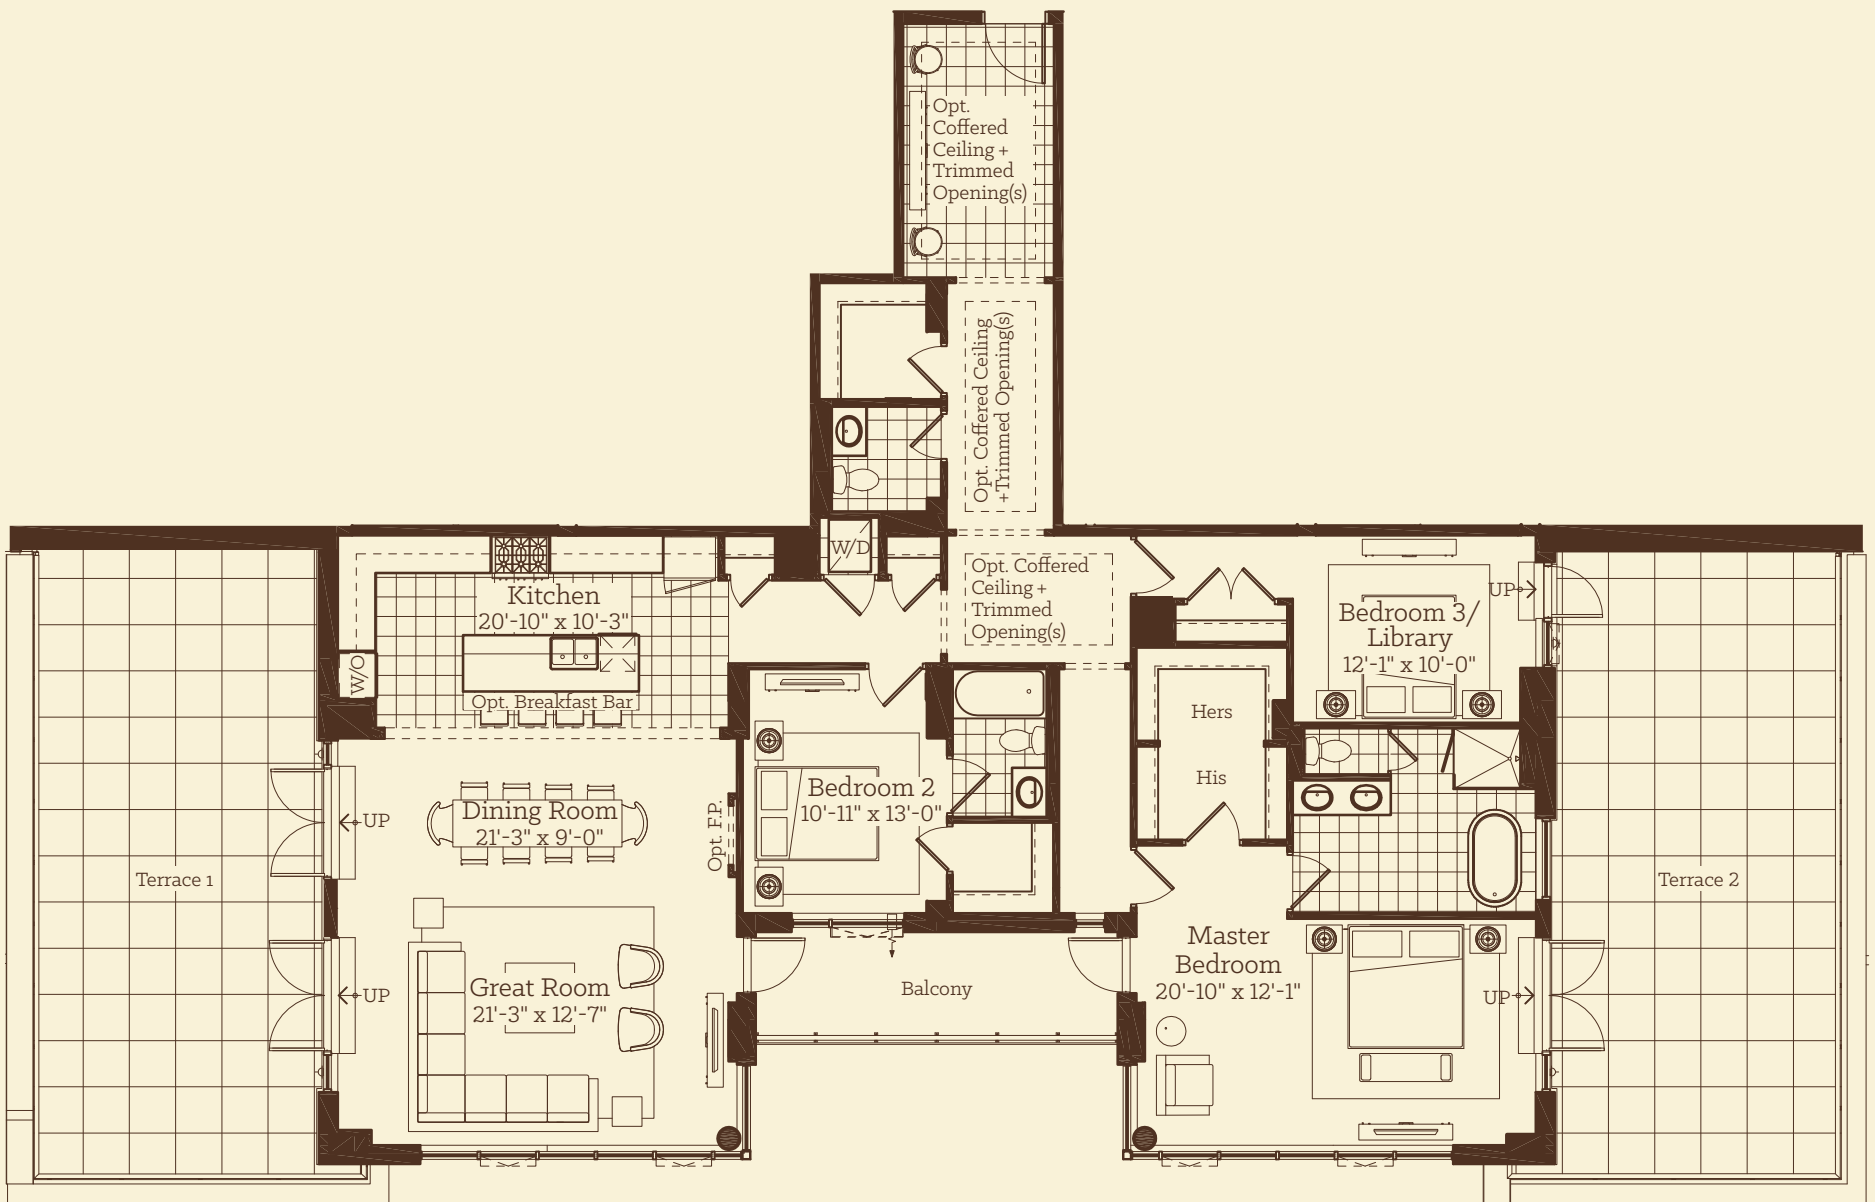 Opt.
Coffered
Ceiling +
Trimmed
Opening(s)
Opt. Coffered Ceiling
+Trimmed Opening(s)
W/D
Opt. Coffered
Ceiling +
Trimmed
Opening(s)
Kitchen
20'-10" x 10'-3"
W/O
Opt. Breakfast Bar
UP
Bedroom 3/
Library
12'-1" x 10'-0"
Hers
His
Bedroom 2
10'-11" x 13'-0"
Opt. F.P.
Dining Room
21'-3" x 9'-0"
UP
Terrace 1
Terrace 2
Great Room
21'-3" x 12'-7"
UP
Balcony
Master
Bedroom
20'-10" x 12'-1"
UP